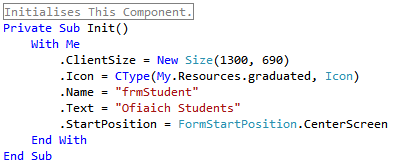 Initialises This Component.
Private Sub Init()
    With Me
        .ClientSize = New Size(1300, 690)
        .Icon = CType(My.Resources.graduated, Icon)
        .Name = "frmStudent"
        .Text = "Ofiaich Students"
        .StartPosition = FormStartPosition.CenterScreen
    End With
End Sub